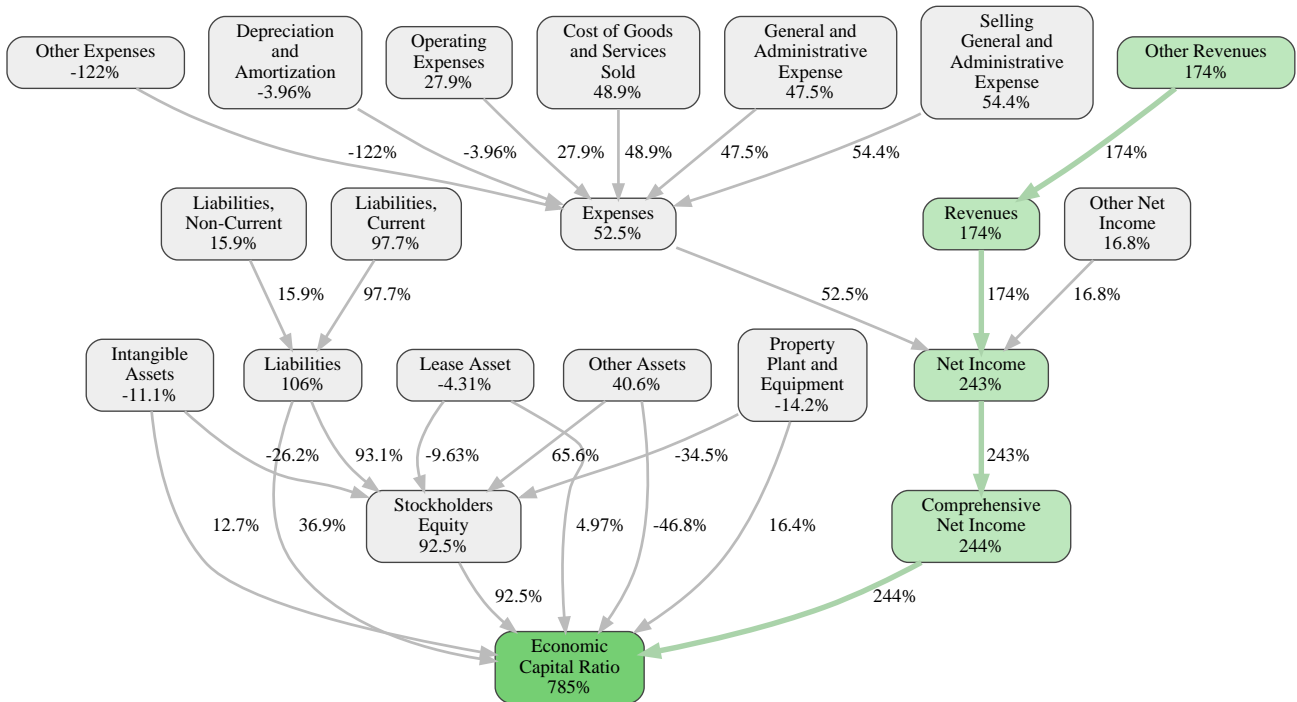 Other Expenses
-122%
Depreciation
and
Amortization
-3.96%
Operating
Expenses
27.9%
Cost of Goods
and Services
Sold
48.9%
General and
Administrative
Expense
47.5%
Selling
General and
Administrative
Expense
54.4%
Other Revenues
174%
-122%
-3.96%
27.9%
48.9%
47.5%
54.4%
174%
Liabilities,
Non-Current
15.9%
Liabilities,
Current
97.7%
Expenses
52.5%
Revenues
174%
Other Net
Income
16.8%
15.9%
97.7%
52.5%
174%
16.8%
Intangible
Assets
-11.1%
Liabilities
106%
Lease Asset
-4.31%
Other Assets
40.6%
Property
Plant and
Equipment
-14.2%
Net Income
243%
-26.2%
93.1%
-9.63%
65.6%
-34.5%
243%
Stockholders
Equity
92.5%
Comprehensive
Net Income
244%
12.7%
36.9%
4.97%
-46.8%
16.4%
92.5%
244%
Economic
Capital Ratio
785%